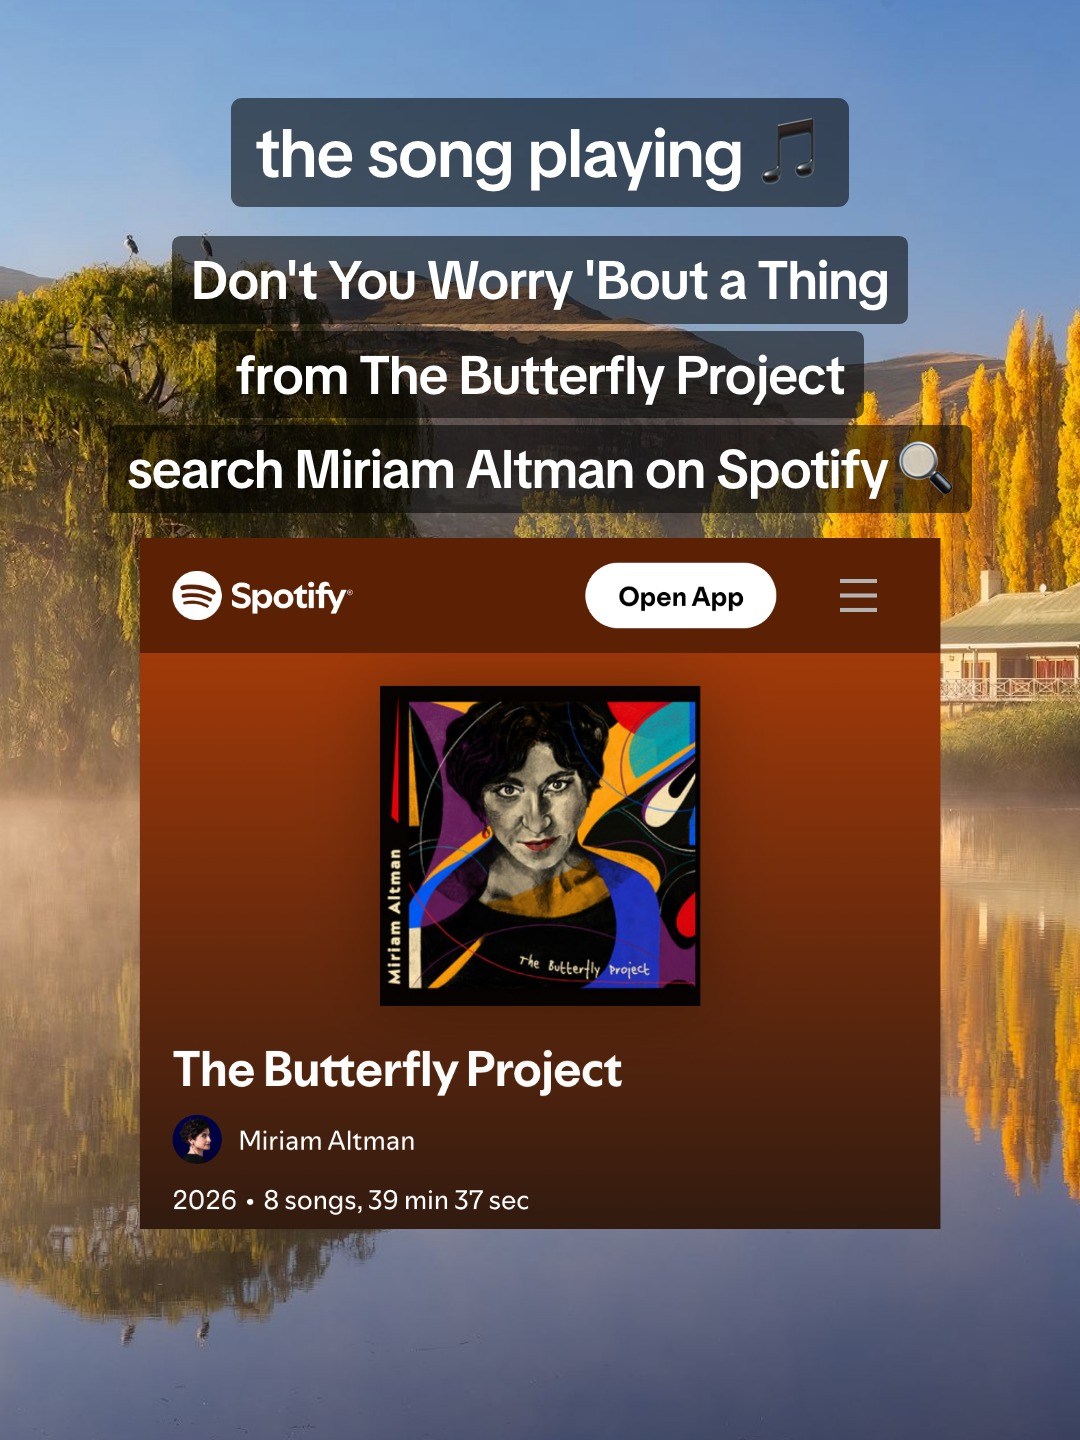 the song playing 🎵
Don't You Worry 'Bout a Thing
from The Butterfly Project
search Miriam Altman on Spotify 🔍
Spotify®
Open App
Miriam Altman
The Butterfly Project
The Butterfly Project
Miriam Altman
2026 • 8 songs, 39 min 37 sec